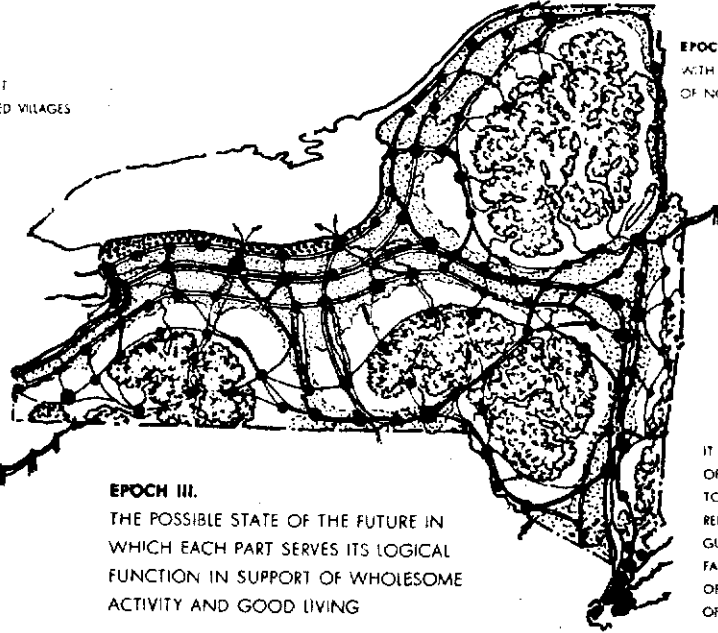 T
ED VILLAGES
EPOC
WITH
OF NO
EPOCH III.
THE POSSIBLE STATE OF THE FUTURE IN
WHICH EACH PART SERVES ITS LOGICAL
FUNCTION IN SUPPORT OF WHOLESOME
ACTIVITY AND GOOD LIVING
IT
OF
TO
GU
FA
OF
OF